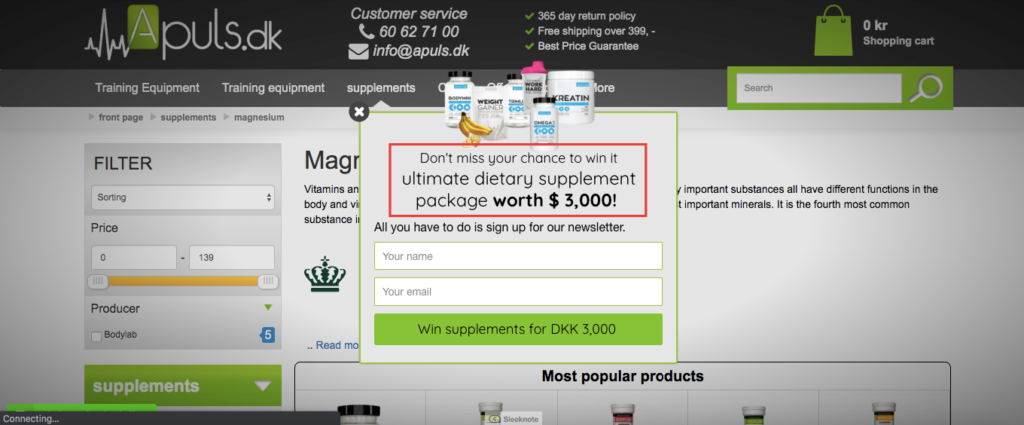 Apuls.dk
Customer service
60 62 71 00
info@apuls.dk
365 day return policy
Free shipping over 399, -
Best Price Guarantee
0 kr
Shopping cart
Training Equipment
Training equipment
supplements
More
Search
front page
supplements
magnesium
BODYMIN
WEIGHT
GAINER
WORK
HARD
KREATIN
OMEGA
FILTER
Sorting
Price
0
-
139
Producer
Bodylab
5
supplements
Magn
Vitamins an
y important substances all have different functions in the
body and vi
t important minerals. It is the fourth most common
substance i
.. Read mo
Don't miss your chance to win it
ultimate dietary supplement
package worth $ 3,000!
All you have to do is sign up for our newsletter.
Your name
Your email
Win supplements for DKK 3,000
Most popular products
Connecting...
Sleeknote